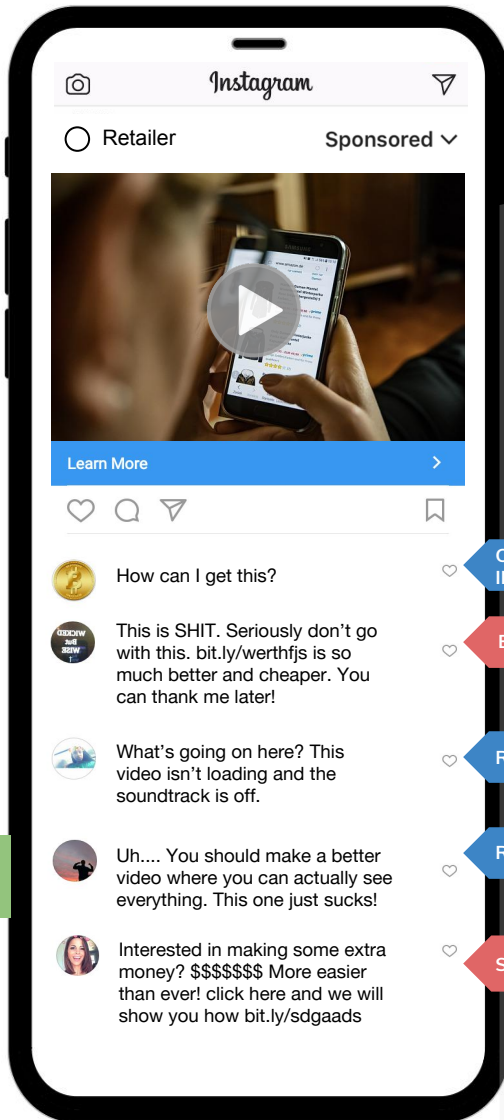 Instagram
Retailer
Sponsored
SAMSUNG
Learn More
How can I get this?
WICKED
But
WISE
This is SHIT. Seriously don’t go
with this. bit.ly/werthfjs is so
much better and cheaper. You
can thank me later!
What’s going on here? This
video isn’t loading and the
soundtrack is off.
Uh.... You should make a better
video where you can actually see
everything. This one just sucks!
Interested in making some extra
money? $$$$$$$ More easier
than ever! click here and we will
show you how bit.ly/sdgaads